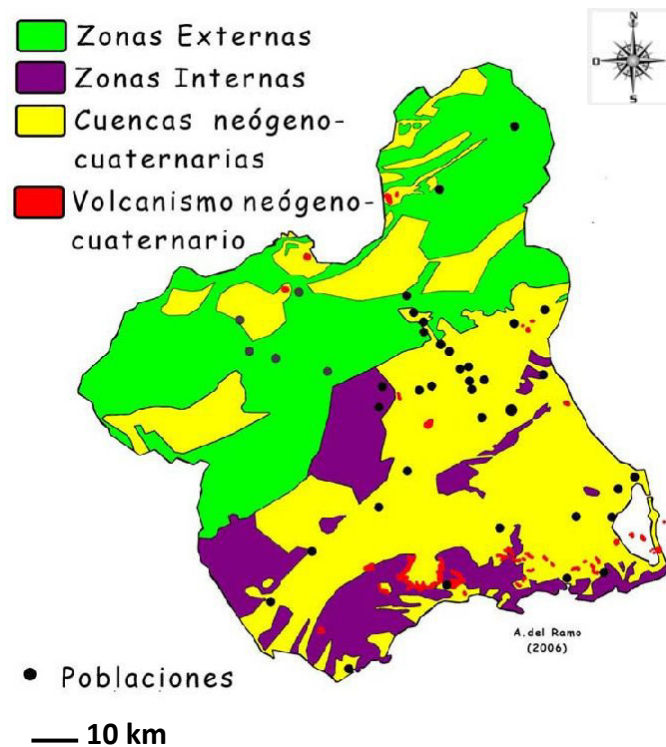 Zonas Externas
Zonas Internas
Cuencas neógeno-
cuaternarias
Volcanismo neógeno-
cuaternario
N
O
E
S
A.del Ramo
(2006)
Poblaciones
10 km